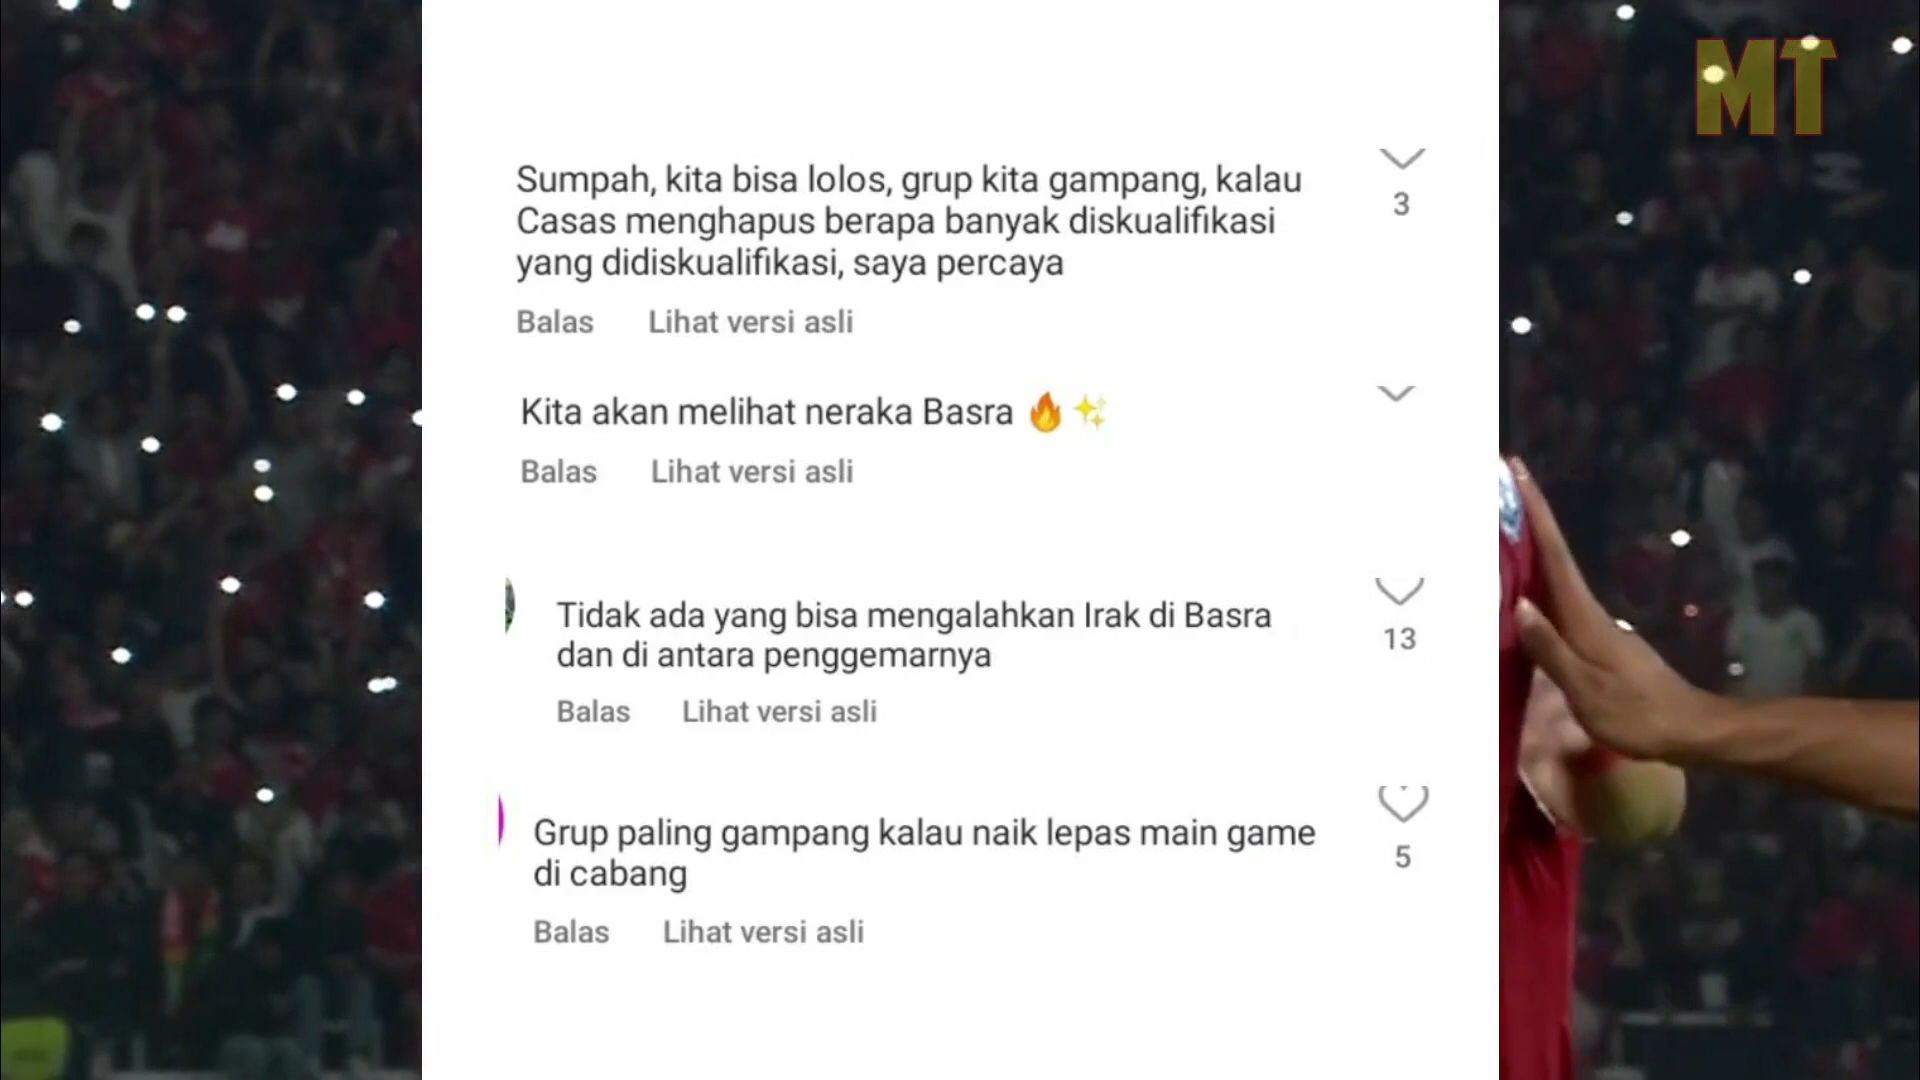 MT
Sumpah, kita bisa lolos, grup kita gampang, kalau
Casas menghapus berapa banyak diskualifikasi
yang didiskualifikasi, saya percaya
3
Balas Lihat versi asli
Kita akan melihat neraka Basra 🔥✨
Balas Lihat versi asli
Tidak ada yang bisa mengalahkan Irak di Basra
dan di antara penggemarnya
13
Balas Lihat versi asli
Grup paling gampang kalau naik lepas main game
di cabang
5
Balas Lihat versi asli